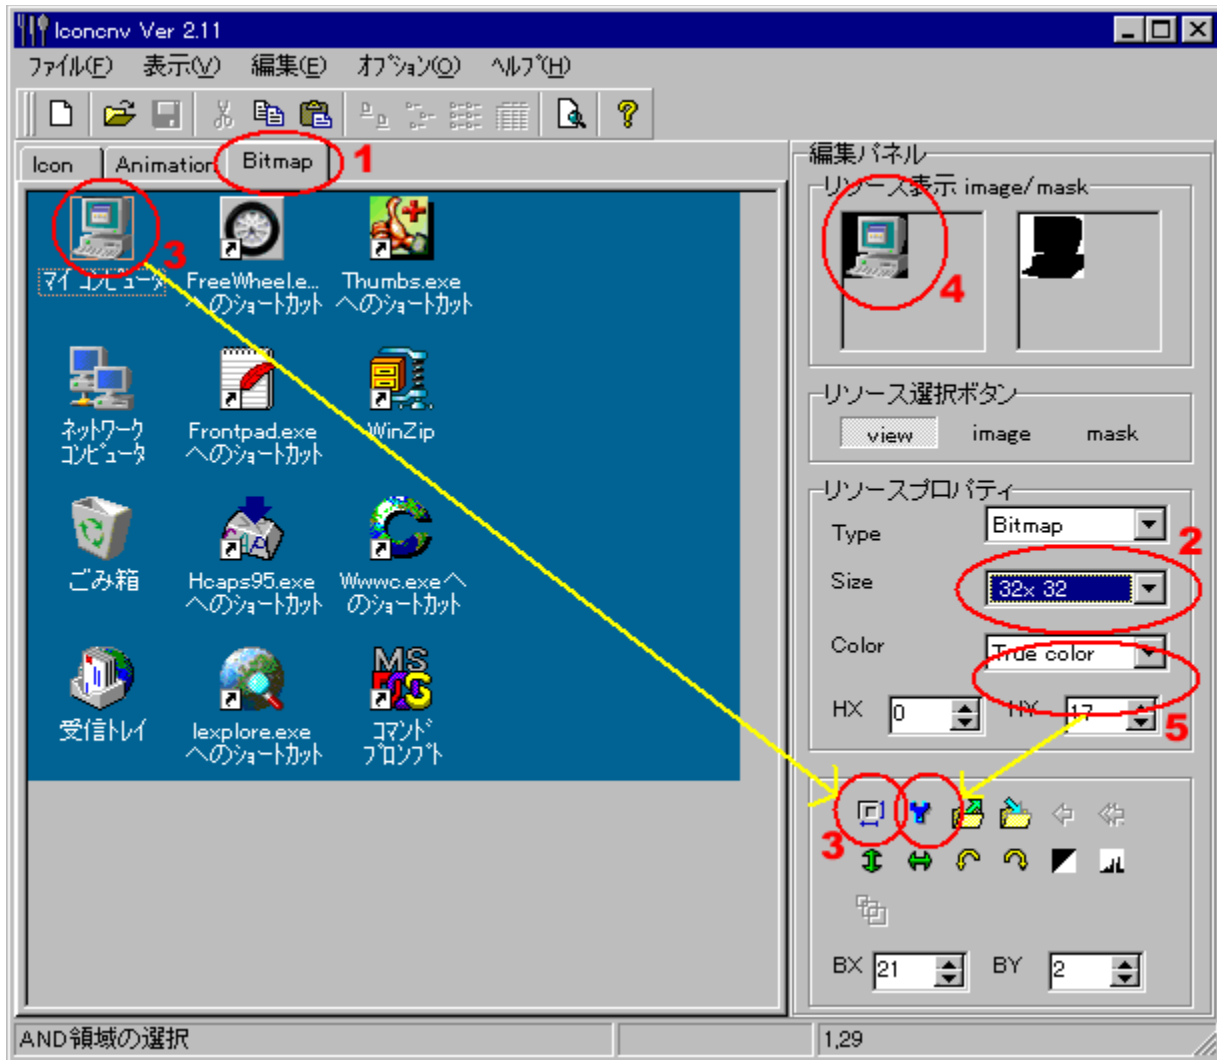 Iconcnv Ver 2.11
ﾌｧｲﾙ(F) 表示(V) 編集(E) ｵﾌﾟｼｮﾝ(O) ﾍﾙﾌﾟ(H)
Icon Animation Bitmap 1
編集パネル
リソース表示 image/mask
3
4
マイ コンピュータ FreeWheel.e... Thumbs.exe
へのショートカット へのショートカット
リソース選択ボタン
view image mask
ネットワーク Frontpad.exe WinZip
コンピュータ へのショートカット
リソースプロパティ
Type Bitmap
2
Size 32x 32
ごみ箱 Hcaps95.exe Wwwc.exe へ
へのショートカット のショートカット
Color True color
MS
DOS
HX 0 HY 17
5
受信トレイ Iexplore.exe コマンド
へのショートカット プロンプト
3
BX 21 BY 2
AND領域の選択 1,29